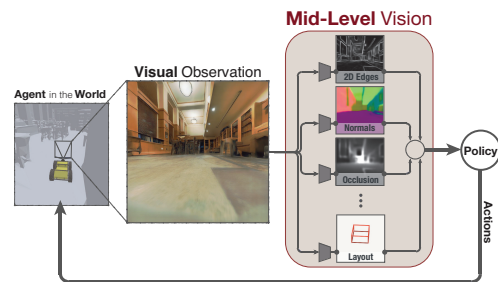 Mid-Level Vision
Visual Observation
Agent in the World
2D Edges
Normals
Occlusion
Layout
Policy
Actions